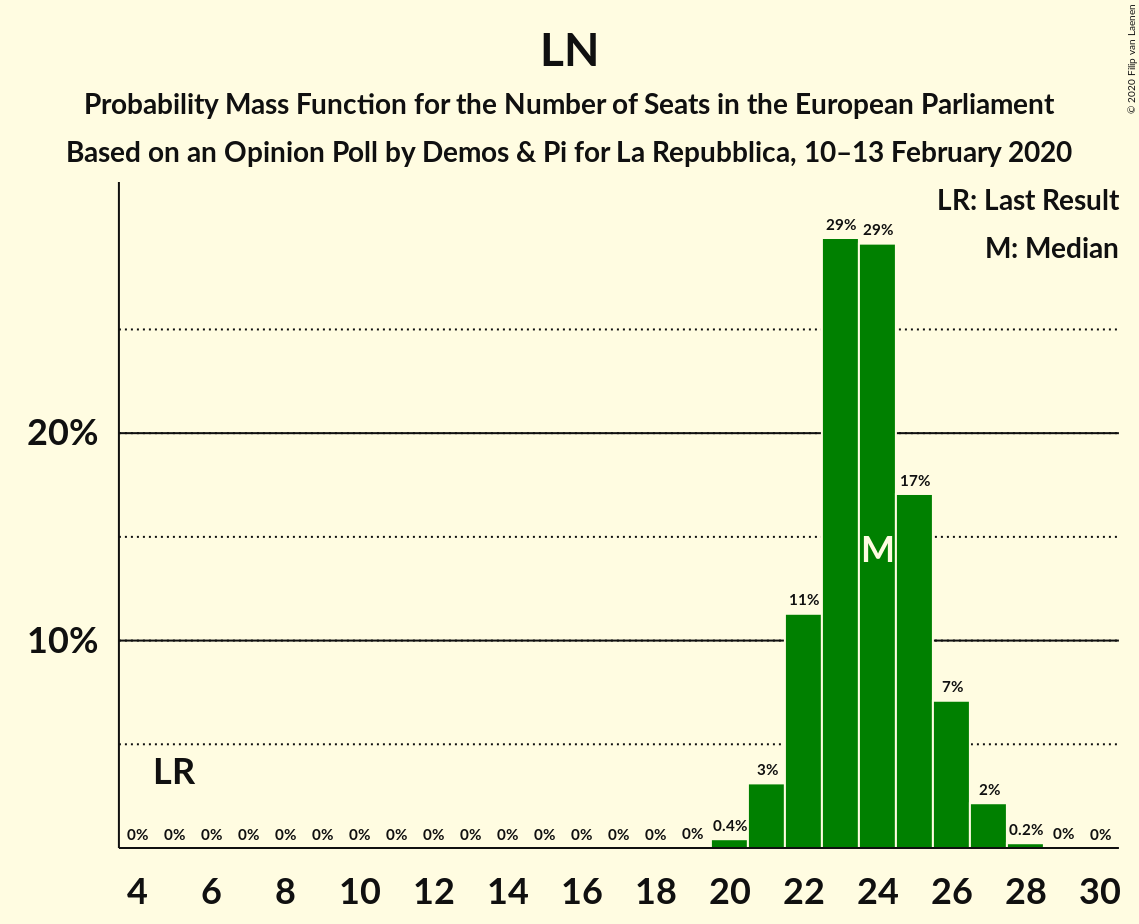 LN
Probability Mass Function for the Number of Seats in the European Parliament
Based on an Opinion Poll by Demos & Pi for La Repubblica, 10–13 February 2020
© 2020 Filip van Laenen
LR: Last Result
M: Median
29% 29%
20%
17%
M
11%
10%
7%
LR
3%
2%
0% 0% 0% 0% 0% 0% 0% 0% 0% 0% 0% 0% 0% 0% 0% 0% 0.4% 0.2% 0% 0%
4 6 8 10 12 14 16 18 20 22 24 26 28 30